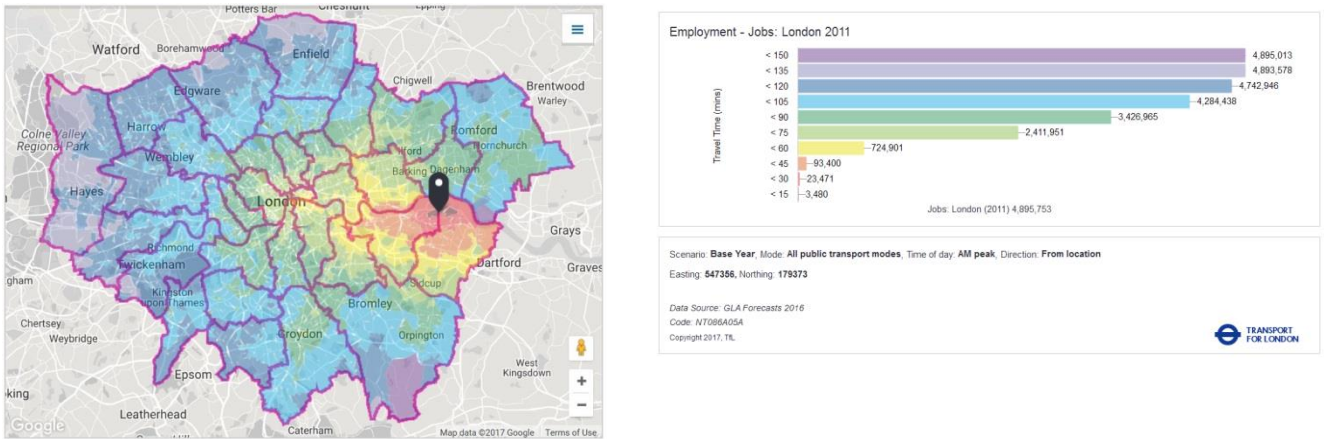 Potters Bar
Cheshunt
Epping
Watford
Borehamwood
Enfield
Chigwell
Brentwood
Warley
Edgware
Colne Valley
Regional Park
Harrow
Romford
Ilford
Hornchurch
Wembley
Barking
Dagenham
Hayes
London
Grays
Richmond
Dartford
Twickenham
Graves
gham
Sidcup
Kingston
upon Thames
Bromley
Chertsey
Croydon
Orpington
Weybridge
West
Kingsdown
Epsom
king
Leatherhead
Google
Caterham
Map data ©2017 Google
Terms of Use
Employment - Jobs: London 2011
Travel Time (mins)
< 150 4,895,013
< 135 4,893,578
< 120 4,742,946
< 105 4,284,438
< 90 3,426,965
< 75 2,411,951
< 60 724,901
< 45 93,400
< 30 23,471
< 15 3,480
Jobs: London (2011) 4,895,753
Scenario: Base Year, Mode: All public transport modes, Time of day: AM peak, Direction: From location
Easting: 547356, Northing: 179373
Data Source: GLA Forecasts 2016
Code: NT086A05A
Copyright 2017, TfL
TRANSPORT
FOR LONDON